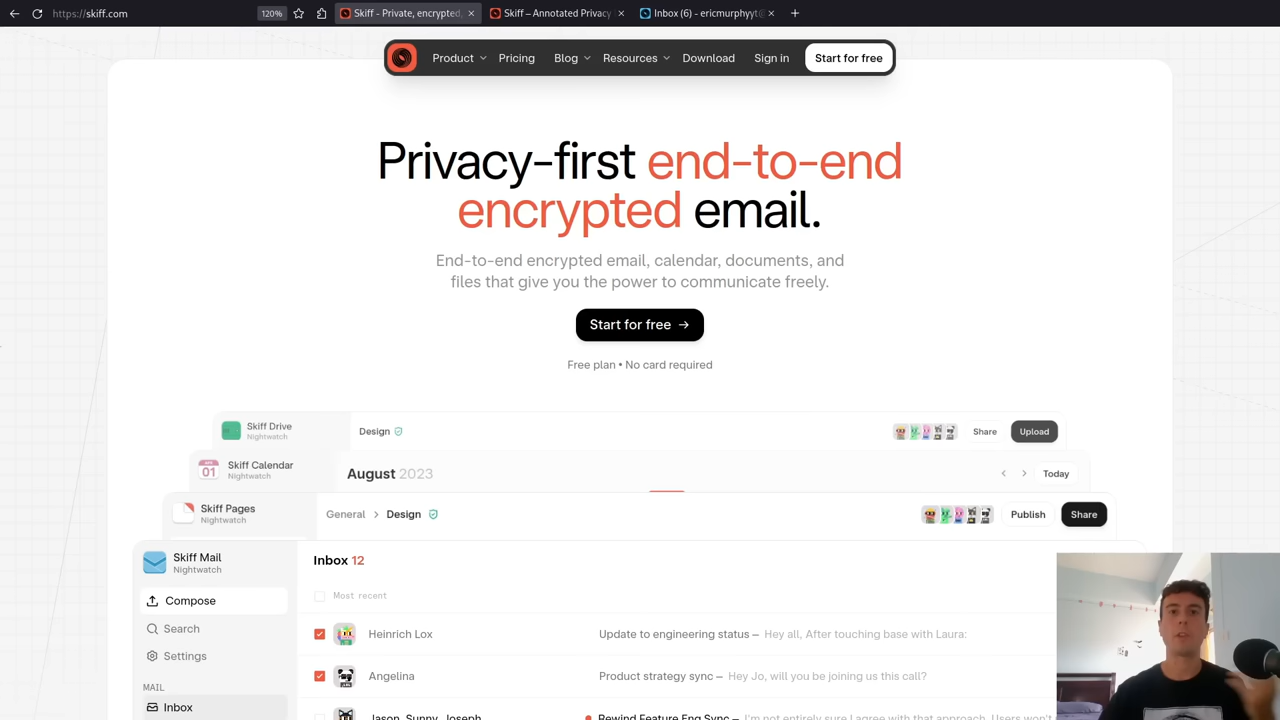 https://skiff.com
120%
Skiff - Private, encrypted,
Skiff – Annotated Privacy
Inbox (6) - ericmurphyyt@
Product
Pricing
Blog
Resources
Download
Sign in
Start for free
Privacy-first end-to-end
encrypted email.
End-to-end encrypted email, calendar, documents, and
files that give you the power to communicate freely.
Start for free →
Free plan • No card required
Skiff Drive
Nightwatch
Design
Share
Upload
Skiff Calendar
Nightwatch
01
August 2023
Today
Skiff Pages
Nightwatch
General > Design
Publish
Share
Skiff Mail
Nightwatch
Inbox 12
Compose
Most recent
Search
Heinrich Lox
Update to engineering status – Hey all, After touching base with Laura:
Settings
Angelina
Product strategy sync – Hey Jo, will you be joining us this call?
MAIL
Inbox
Jason, Sunny, Joseph
Rewind Feature Eng Sync – I'm not entirely sure I agree with that approach. Users won't